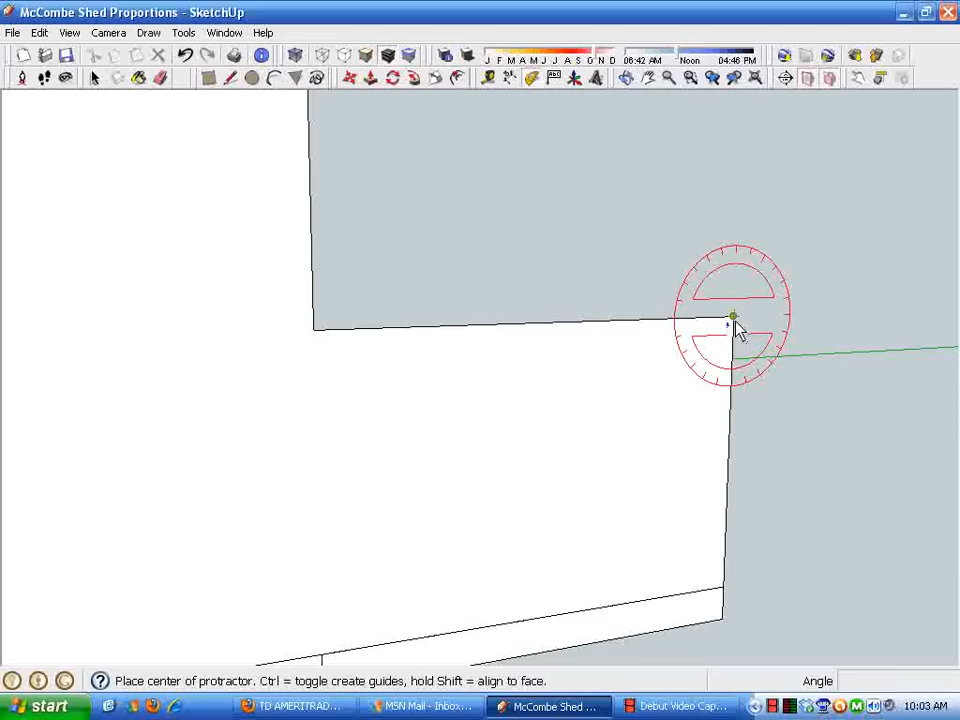 McCombe Shed Proportions - SketchUp
File Edit View Camera Draw Tools Window Help
J F M A M J J A S O N D 06:42 AM Noon 04:46 PM
Abc
Place center of protractor. Ctrl = toggle create guides, hold Shift = align to face. Angle
start TD AMERITRAD... MSN Mail - Inbox... McCombe Shed ... Debut Video Cap... 10:03 AM